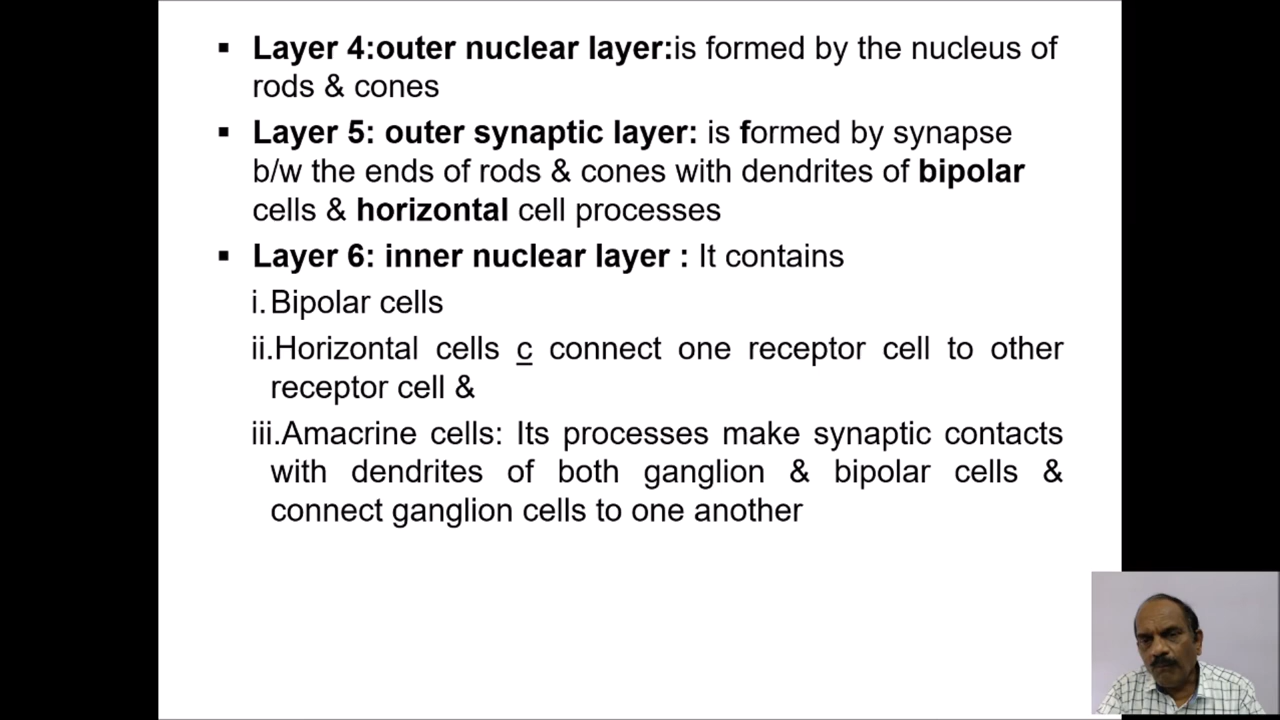 ▪ Layer 4:outer nuclear layer:is formed by the nucleus of
rods & cones
▪ Layer 5: outer synaptic layer: is formed by synapse
b/w the ends of rods & cones with dendrites of bipolar
cells & horizontal cell processes
▪ Layer 6: inner nuclear layer : It contains
i.Bipolar cells
ii.Horizontal cells c connect one receptor cell to other
receptor cell &
iii.Amacrine cells: Its processes make synaptic contacts
with dendrites of both ganglion & bipolar cells &
connect ganglion cells to one another